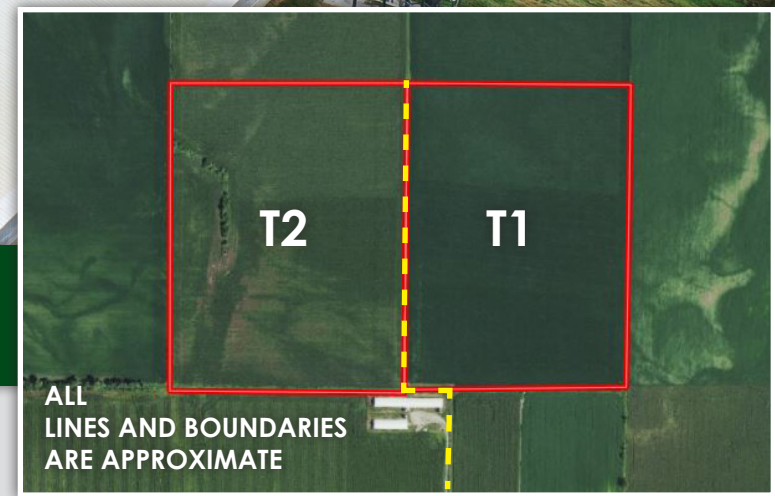 T2
T1
ALL
LINES AND BOUNDARIES
ARE APPROXIMATE